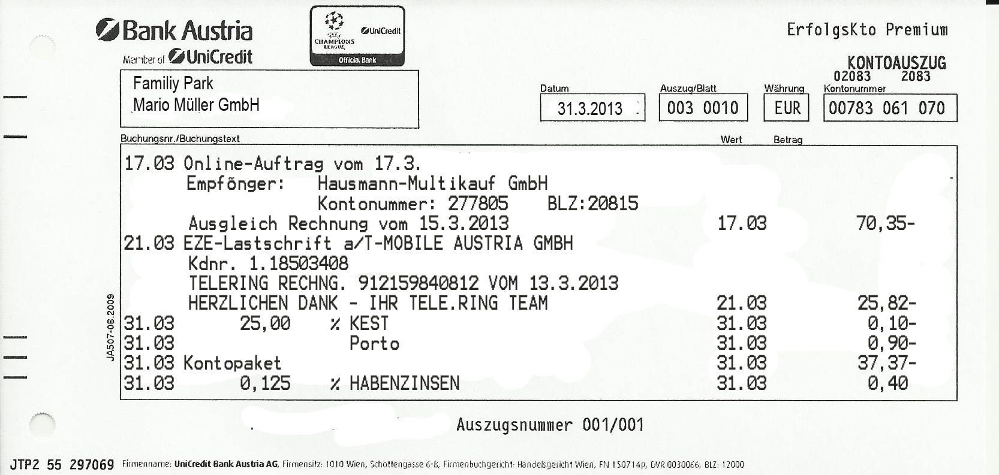 Bank Austria
Member of UniCredit
CHAMPIONS
LEAGUE
UniCredit
Official Bank
ErfolgsKto Premium
KONTOAUSZUG
02083 2083
Familiy Park
Mario Müller GmbH
Datum Auszug/Blatt Währung Kontonummer
31.3.2013 003 0010 EUR 00783 061 070
Buchungsnr./Buchungstext Wert Betrag
17.03 Online-Auftrag vom 17.3.
Empfõnger: Hausmann-Multikauf GmbH
Kontonummer: 277805 BLZ:20815
Ausgleich Rechnung vom 15.3.2013 17.03 70,35-
21.03 EZE-Lastschrift a/T-MOBILE AUSTRIA GMBH
Kdnr. 1.18503408
TELERING RECHNG. 912159840812 VOM 13.3.2013
HERZLICHEN DANK - IHR TELE.RING TEAM 21.03 25,82-
31.03 25,00 % KEST 31.03 0,10-
31.03 Porto 31.03 0,90-
31.03 Kontopaket 31.03 37,37-
31.03 0,125 % HABENZINSEN 31.03 0,40
JA507-08.2009
Auszugsnummer 001/001
JTP2 55 297069 Firmenname: UniCredit Bank Austria AG, Firmensitz: 1010 Wien, Schottengasse 6-8, Firmenbuchgericht: Handelsgericht Wien, FN 150714p, DVR 0030066, BLZ: 12000